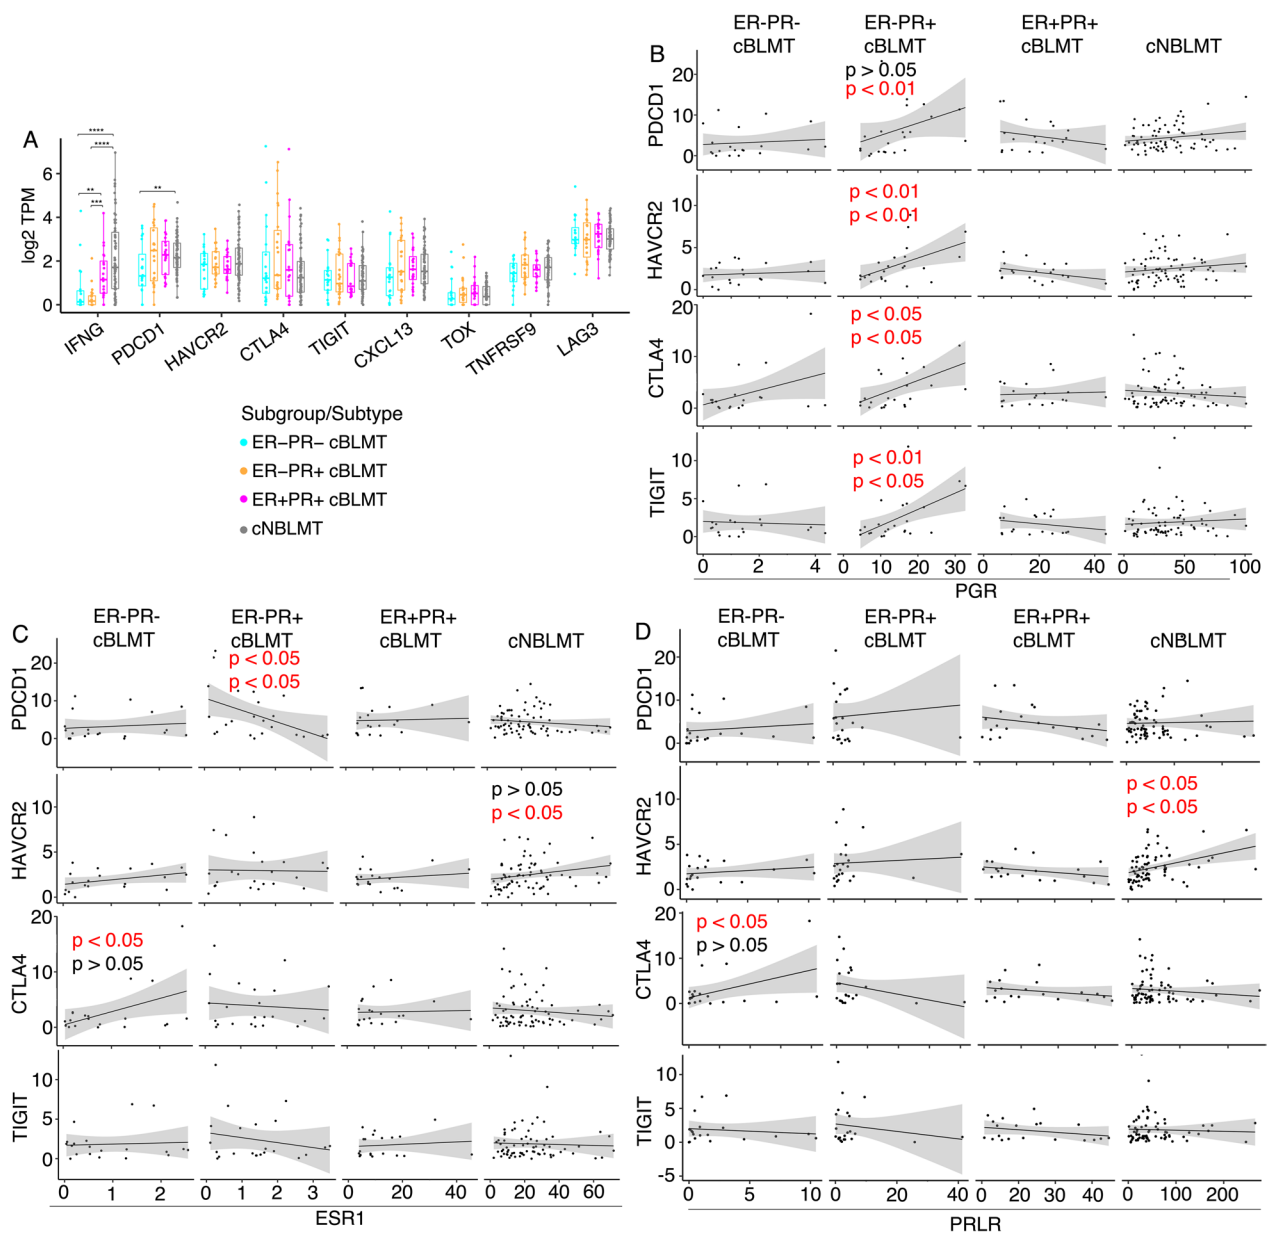 A
log2 TPM
6
4
2
0
****
****
**
***
**
IFNG
PDCD1
HAVCR2
CTLA4
TIGIT
CXCL13
TOX
TNFRSF9
LAG3
Subgroup/Subtype
ER−PR− cBLMT
ER−PR+ cBLMT
ER+PR+ cBLMT
cNBLMT
B
ER-PR-
cBLMT
ER-PR+
cBLMT
ER+PR+
cBLMT
cNBLMT
PDCD1
20
10
0
p > 0.05
p < 0.01
HAVCR2
10
5
0
p < 0.01
p < 0.01
CTLA4
20
10
0
p < 0.05
p < 0.05
TIGIT
10
5
0
p < 0.01
p < 0.05
0 2 4
0 10 20 30
0 20 40
0 50 100
PGR
C
ER-PR-
cBLMT
ER-PR+
cBLMT
ER+PR+
cBLMT
cNBLMT
PDCD1
20
10
0
p < 0.05
p < 0.05
HAVCR2
10
5
0
p > 0.05
p < 0.05
CTLA4
20
10
0
p < 0.05
p > 0.05
TIGIT
10
5
0
0 1 2
0 1 2 3
0 20 40
0 20 40 60
ESR1
D
ER-PR-
cBLMT
ER-PR+
cBLMT
ER+PR+
cBLMT
cNBLMT
PDCD1
20
10
0
HAVCR2
10
5
0
p < 0.05
p < 0.05
CTLA4
20
10
0
p < 0.05
p > 0.05
TIGIT
10
5
0
-5
0 5 10
0 20 40
0 20 40
0 100 200
PRLR